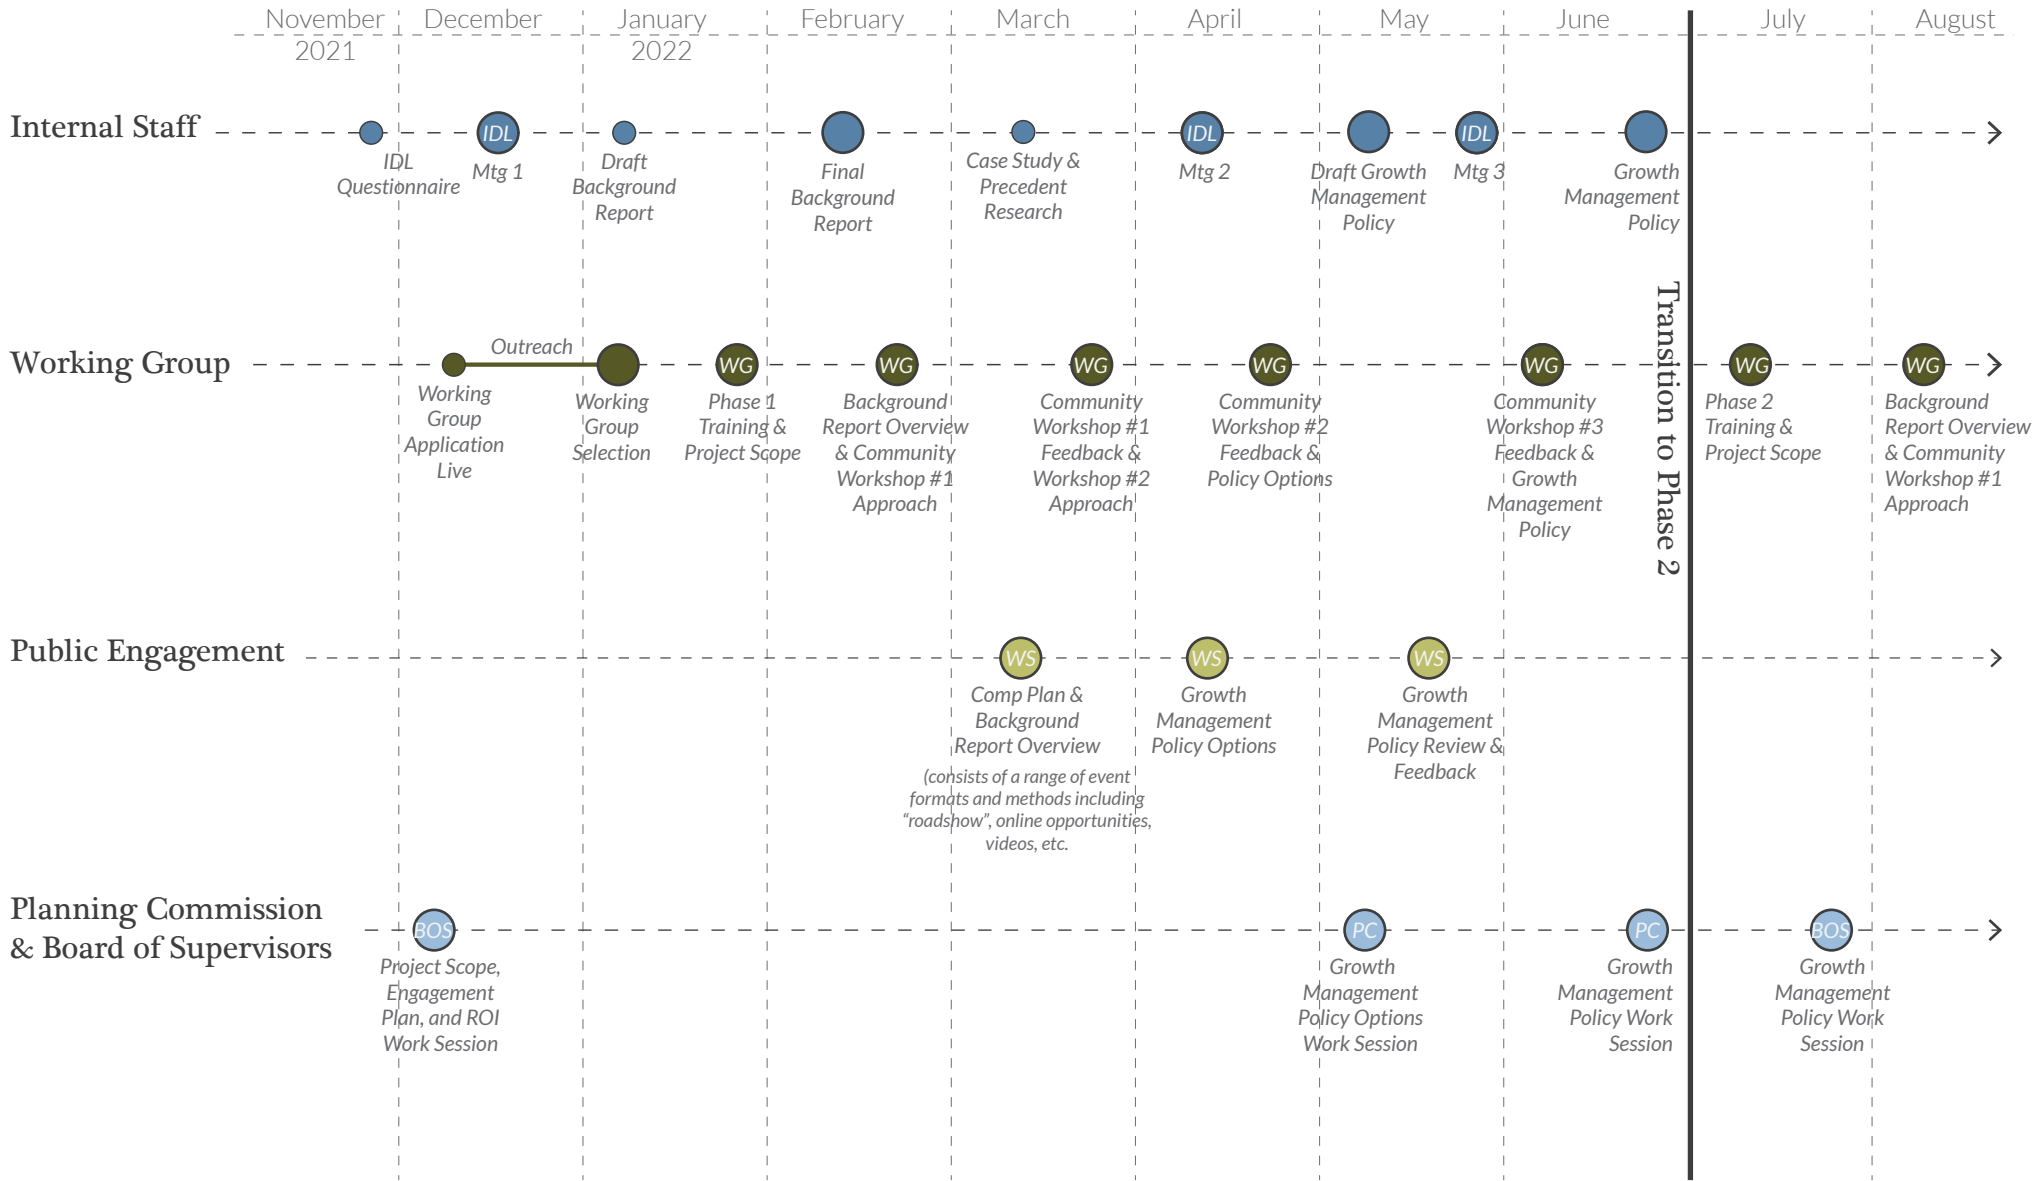 November
December
January
February
March
April
May
June
July
August
2021
2022
Internal Staff
IDL
IDL
IDL
IDL
Questionnaire
Mtg 1
Draft
Background
Report
Final
Background
Report
Case Study &
Precedent
Research
Mtg 2
Draft Growth
Management
Policy
Mtg 3
Growth
Management
Policy
Transition to Phase 2
Working Group
Outreach
WG
WG
WG
WG
WG
WG
WG
Working
Group
Application
Live
Working
Group
Selection
Phase 1
Training &
Project Scope
Background
Report Overview
& Community
Workshop #1
Approach
Community
Workshop #1
Feedback &
Workshop #2
Approach
Community
Workshop #2
Feedback &
Policy Options
Community
Workshop #3
Feedback &
Growth
Management
Policy
Phase 2
Training &
Project Scope
Background
Report Overview
& Community
Workshop #1
Approach
Public Engagement
WS
WS
WS
Comp Plan &
Background
Report Overview
(consists of a range of event
formats and methods including
“roadshow”, online opportunities,
videos, etc.
Growth
Management
Policy Options
Growth
Management
Policy Review &
Feedback
Planning Commission
& Board of Supervisors
BOS
PC
PC
BOS
Project Scope,
Engagement
Plan, and ROI
Work Session
Growth
Management
Policy Options
Work Session
Growth
Management
Policy Work
Session
Growth
Management
Policy Work
Session